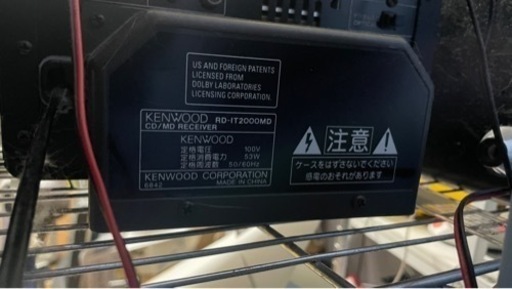 US AND FOREIGN PATENTS
LICENSED FROM
DOLBY LABORATORIES
LICENSING CORPORATION.
KENWOOD RD-IT2000MD
CD/MD RECEIVER
KENWOOD
定格電圧 100V
定格消費電力 53W
定格周波数 50/60Hz
KENWOOD CORPORATION
6842 MADE IN CHINA
注意
ケースをはずさないでください
感電のおそれがあります